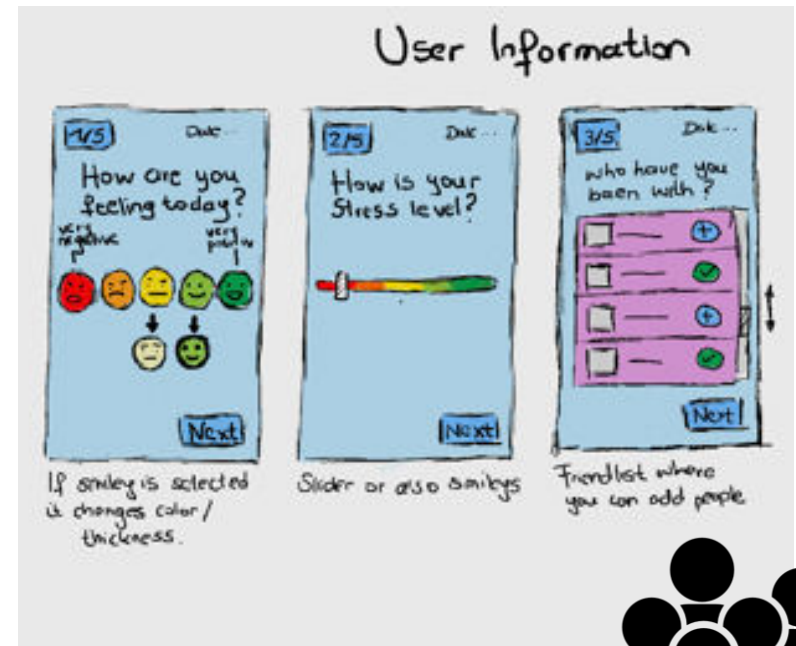 User Information
1/5 Date...
How are you
feeling today?
very
negative
very
positiv
Next
If smiley is selected
it changes color/
thickness.
2/5 Date...
How is your
Stress level?
Next
Slider or also smileys
3/5 Date...
who have you
been with?
Next
Friendlist where
you can add people